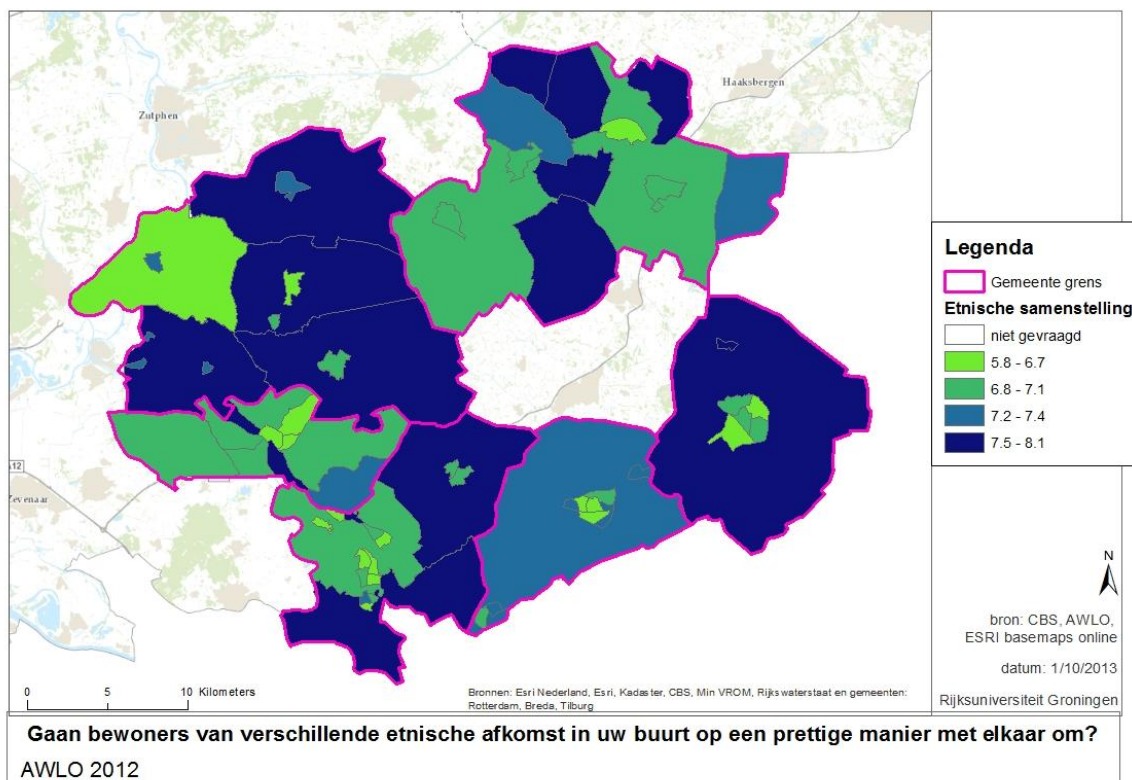 Haaksbergen
Zutphen
Legenda
Gemeente grens
Etnische samenstelling
niet gevraagd
5.8 - 6.7
6.8 - 7.1
7.2 - 7.4
7.5 - 8.1
A12
Zevenaar
N
bron: CBS, AWLO,
ESRI basemaps online
datum: 1/10/2013
Rijksuniversiteit Groningen
0 5 10 Kilometers
Bronnen: Esri Nederland, Esri, Kadaster, CBS, Min VROM, Rijkswaterstaat en gemeenten:
Rotterdam, Breda, Tilburg
Gaan bewoners van verschillende etnische afkomst in uw buurt op een prettige manier met elkaar om?
AWLO 2012